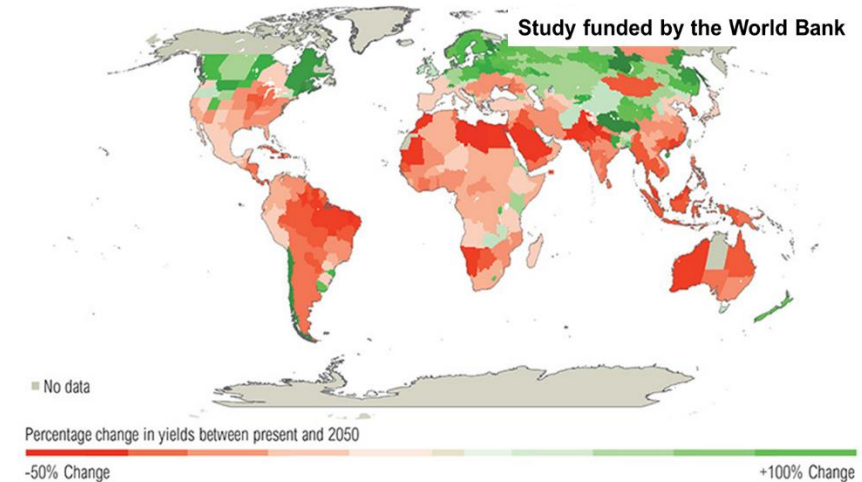 Study funded by the World Bank
No data
Percentage change in yields between present and 2050
-50% Change
+100% Change